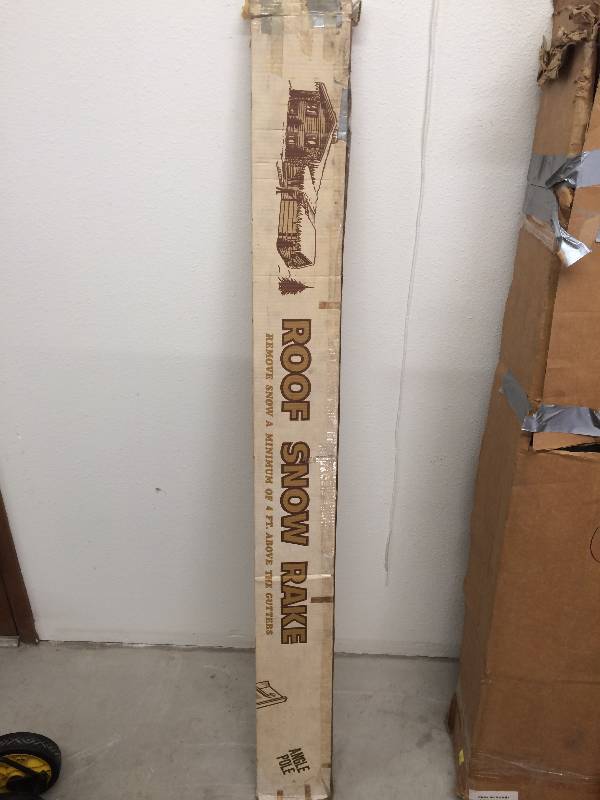 ROOF SNOW RAKE
REMOVE SNOW A MINIMUM OF 4 FT. ABOVE THE GUTTERS
ANGLE
POLE